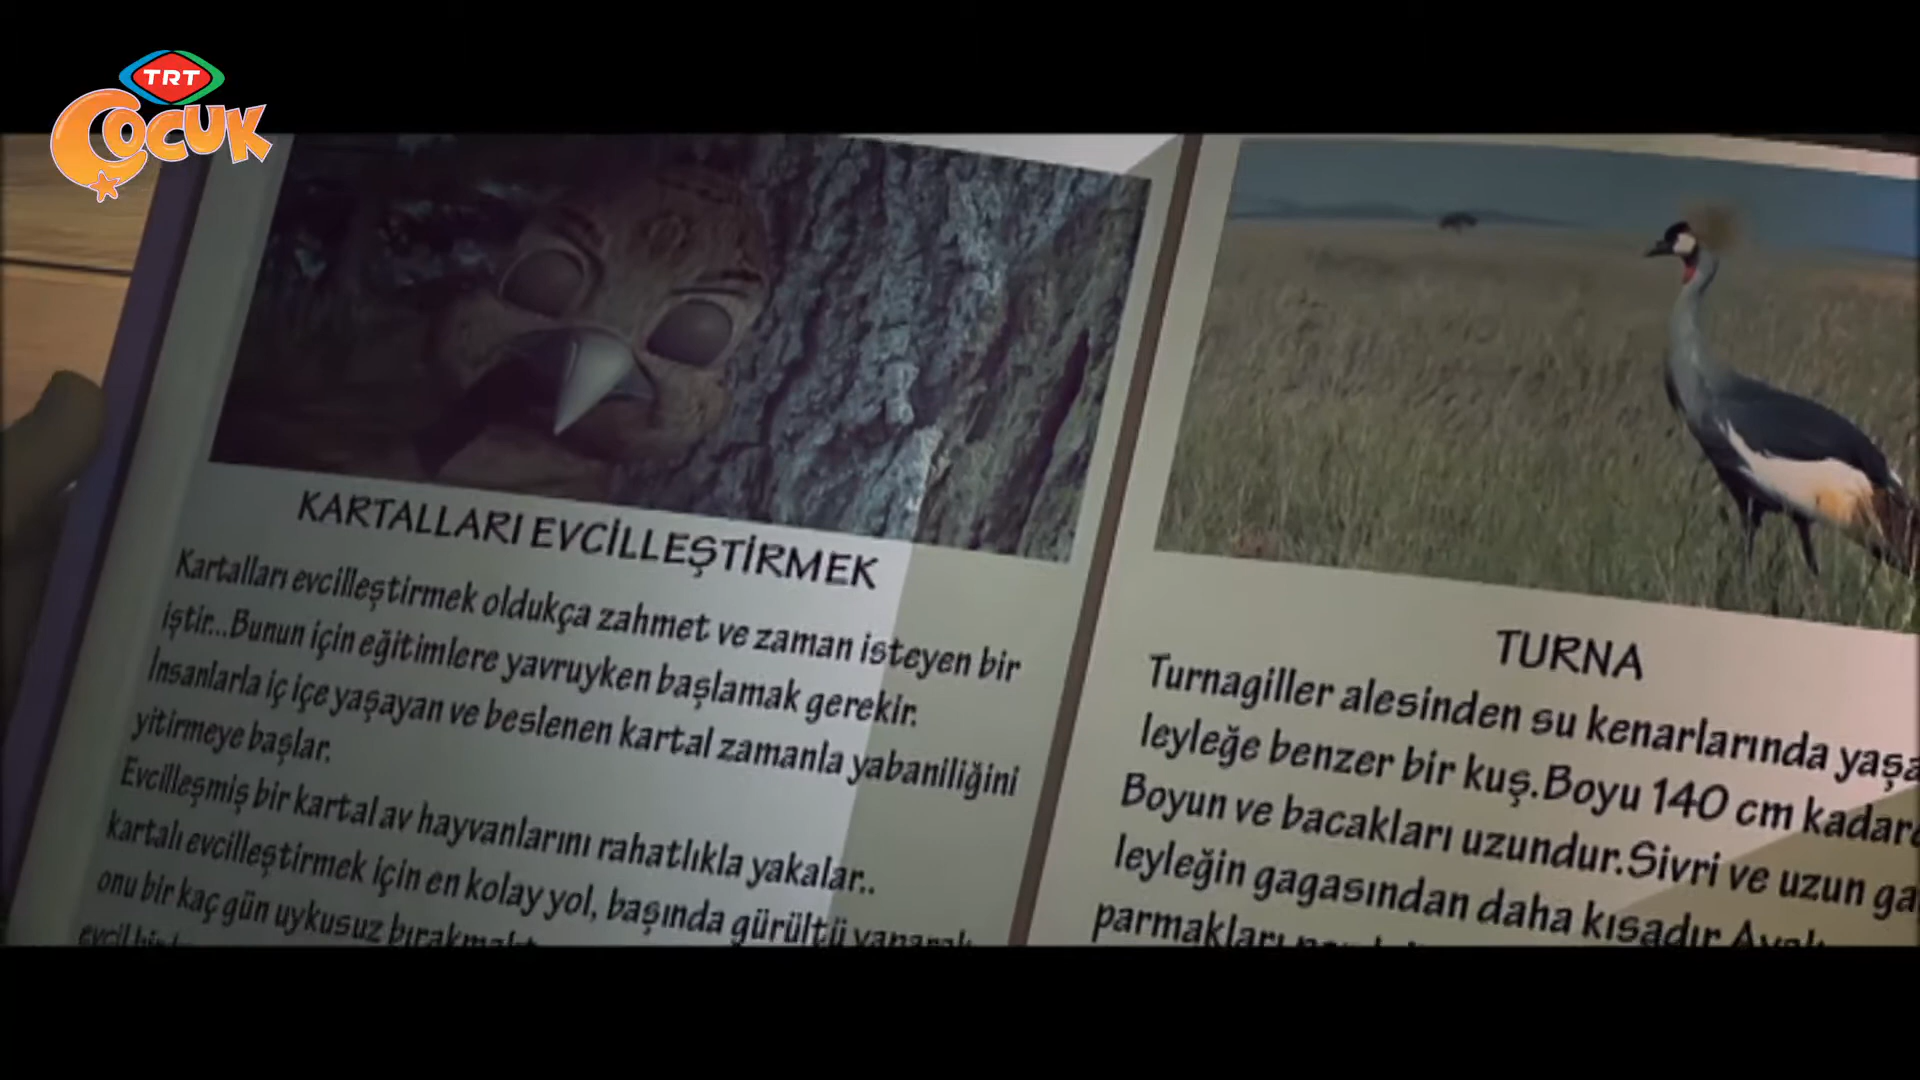 TRT
ÇOCUK
KARTALLARI EVCİLLEŞTİRMEK
Kartalları evcilleştirmek oldukça zahmet ve zaman isteyen bir
iştir...Bunun için eğitimlere yavruyken başlamak gerekir.
İnsanlarla iç içe yaşayan ve beslenen kartal zamanla yabaniliğini
yitirmeye başlar.
Evcilleşmiş bir kartal av hayvanlarını rahatlıkla yakalar..
kartalı evcilleştirmek için en kolay yol, başında gürültü yaparak
onu bir kaç gün uykusuz
TURNA
Turnagiller alesinden su kenarlarında
leyleğe benzer bir kuş.Boyu 140 cm
Boyun ve bacakları uzundur.Sivri ve uzun
leyleğin gagasından daha kısadır.
parmakları